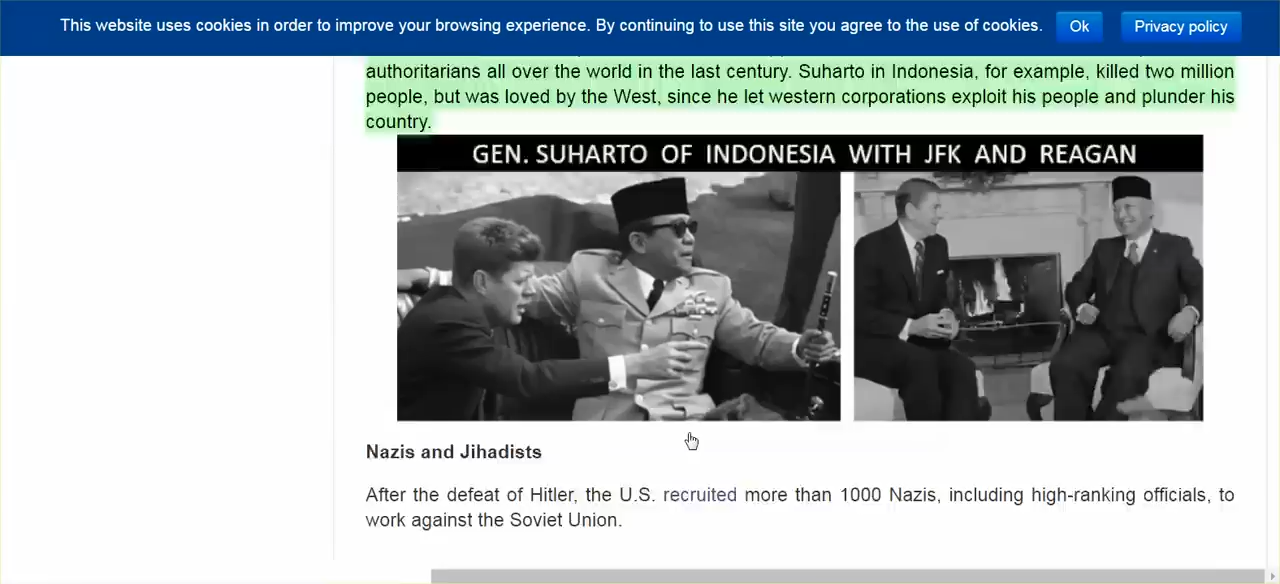 This website uses cookies in order to improve your browsing experience. By continuing to use this site you agree to the use of cookies.
Ok
Privacy policy
authoritarians all over the world in the last century. Suharto in Indonesia, for example, killed two million
people, but was loved by the West, since he let western corporations exploit his people and plunder his
country.
GEN. SUHARTO OF INDONESIA WITH JFK AND REAGAN
Nazis and Jihadists
After the defeat of Hitler, the U.S. recruited more than 1000 Nazis, including high-ranking officials, to
work against the Soviet Union.